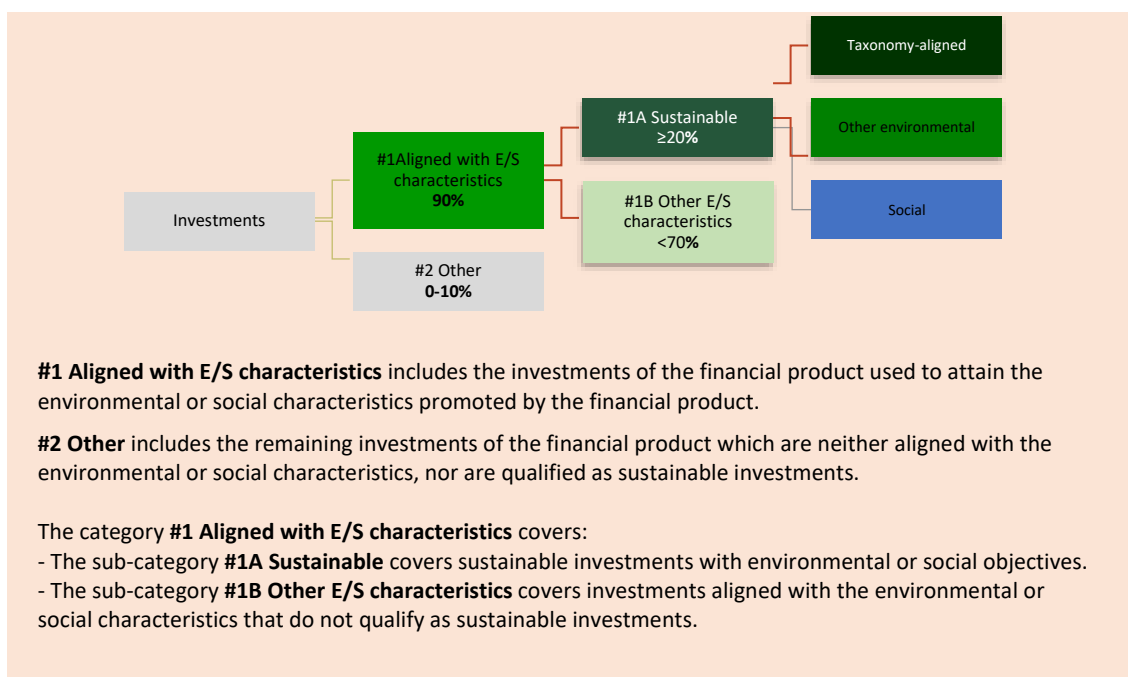 Taxonomy-aligned
#1A Sustainable
≥20%
Other environmental
#1Aligned with E/S
characteristics
90%
#1B Other E/S
characteristics
<70%
Investments
Social
#2 Other
0-10%
#1 Aligned with E/S characteristics includes the investments of the financial product used to attain the
environmental or social characteristics promoted by the financial product.
#2 Other includes the remaining investments of the financial product which are neither aligned with the
environmental or social characteristics, nor are qualified as sustainable investments.
The category #1 Aligned with E/S characteristics covers:
- The sub-category #1A Sustainable covers sustainable investments with environmental or social objectives.
- The sub-category #1B Other E/S characteristics covers investments aligned with the environmental or
social characteristics that do not qualify as sustainable investments.